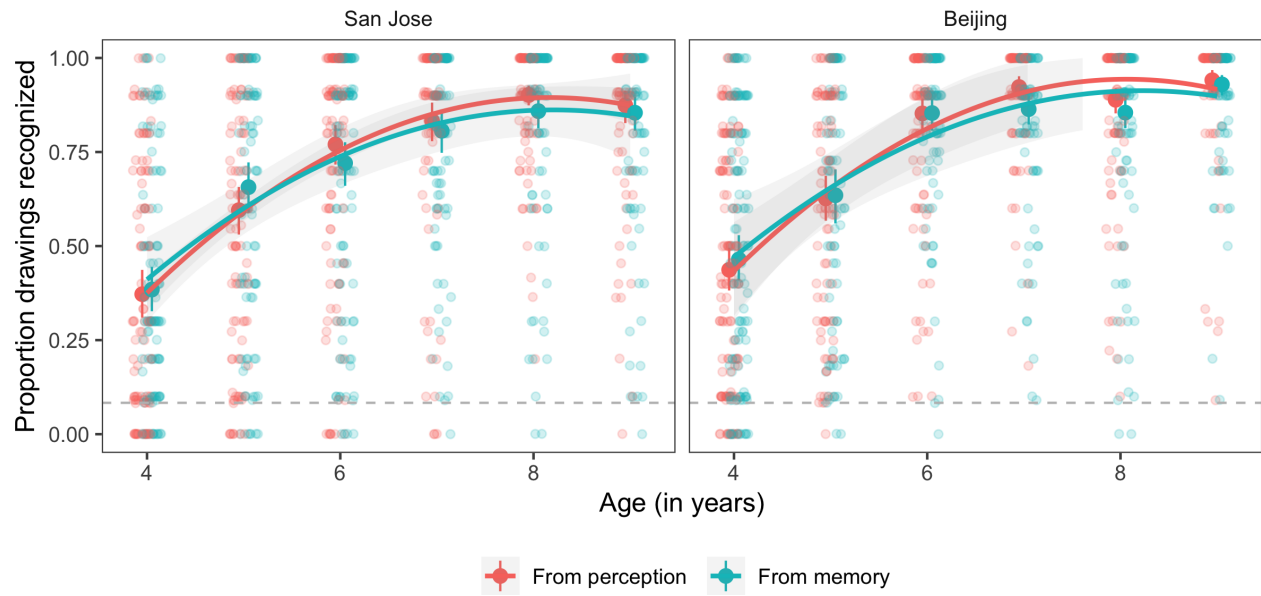 San Jose
Beijing
Proportion drawings recognized
1.00
0.75
0.50
0.25
0.00
4 6 8
4 6 8
Age (in years)
From perception From memory